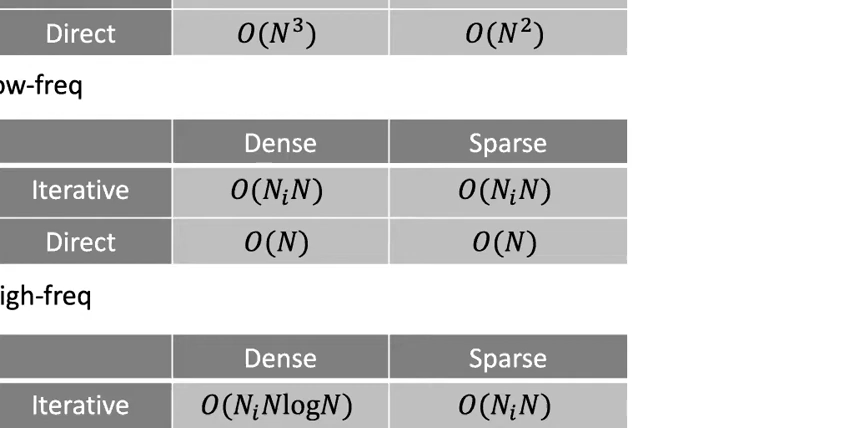 Direct O(N³) O(N²)
ow-freq
Dense Sparse
Iterative O(NᵢN) O(NᵢN)
Direct O(N) O(N)
igh-freq
Dense Sparse
Iterative O(NᵢNlogN) O(NᵢN)